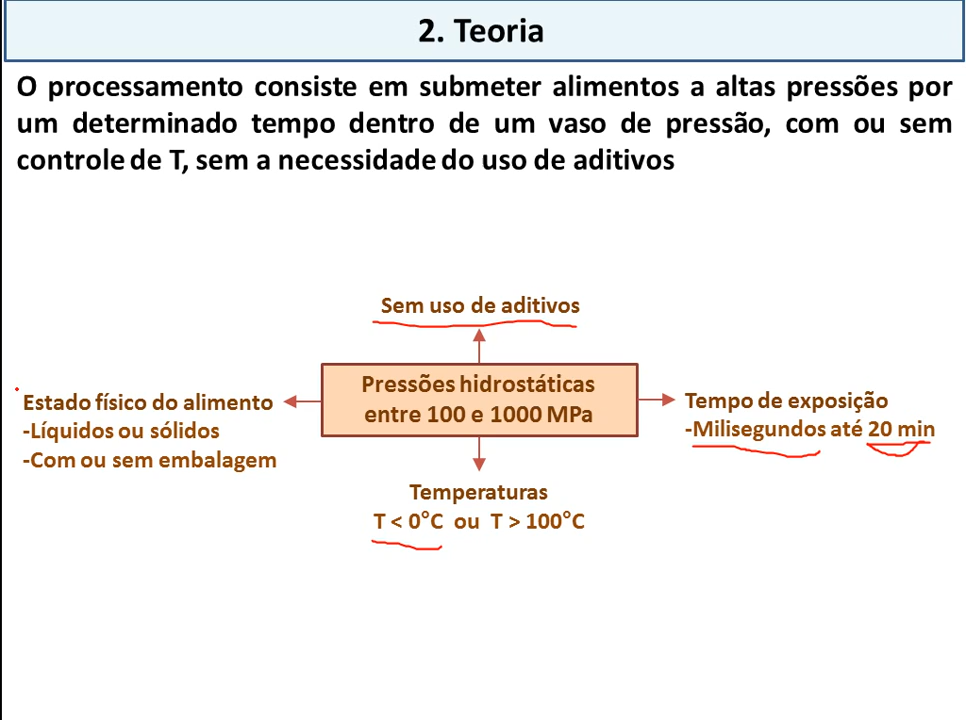 2. Teoria
O processamento consiste em submeter alimentos a altas pressões por
um determinado tempo dentro de um vaso de pressão, com ou sem
controle de T, sem a necessidade do uso de aditivos
Sem uso de aditivos
Pressões hidrostáticas
entre 100 e 1000 MPa
Estado físico do alimento
-Líquidos ou sólidos
-Com ou sem embalagem
Tempo de exposição
-Milisegundos até 20 min
Temperaturas
T < 0°C ou T > 100°C